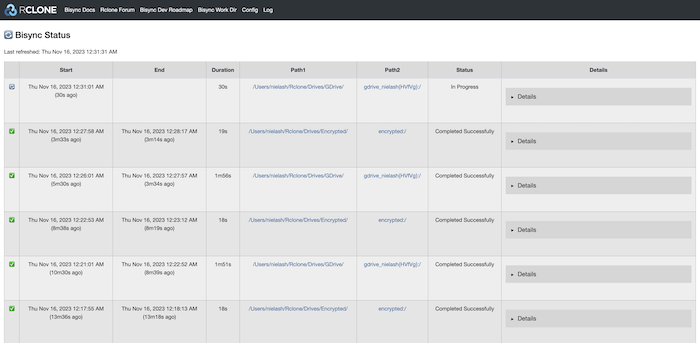 RCLONE Bisync Docs Rclone Forum Bisync Dev Roadmap Bisync Work Dir Config Log
Bisync Status
Last refreshed: Thu Nov 16, 2023 12:31:31 AM
Start End Duration Path1 Path2 Status Details
Thu Nov 16, 2023 12:31:01 AM 30s /Users/nielash/Rclone/Drives/GDrive/ gdrive_nielash{HVfVg}:/ In Progress
(30s ago)
▸ Details
Thu Nov 16, 2023 12:27:58 AM Thu Nov 16, 2023 12:28:17 AM 19s /Users/nielash/Rclone/Drives/Encrypted/ encrypted:/ Completed Successfully
(3m33s ago) (3m14s ago)
▸ Details
Thu Nov 16, 2023 12:26:01 AM Thu Nov 16, 2023 12:27:57 AM 1m56s /Users/nielash/Rclone/Drives/GDrive/ gdrive_nielash{HVfVg}:/ Completed Successfully
(5m30s ago) (3m34s ago)
▸ Details
Thu Nov 16, 2023 12:22:53 AM Thu Nov 16, 2023 12:23:12 AM 18s /Users/nielash/Rclone/Drives/Encrypted/ encrypted:/ Completed Successfully
(8m38s ago) (8m19s ago)
▸ Details
Thu Nov 16, 2023 12:21:01 AM Thu Nov 16, 2023 12:22:52 AM 1m51s /Users/nielash/Rclone/Drives/GDrive/ gdrive_nielash{HVfVg}:/ Completed Successfully
(10m30s ago) (8m39s ago)
▸ Details
Thu Nov 16, 2023 12:17:55 AM Thu Nov 16, 2023 12:18:13 AM 18s /Users/nielash/Rclone/Drives/Encrypted/ encrypted:/ Completed Successfully
(13m36s ago) (13m18s ago)
▸ Details